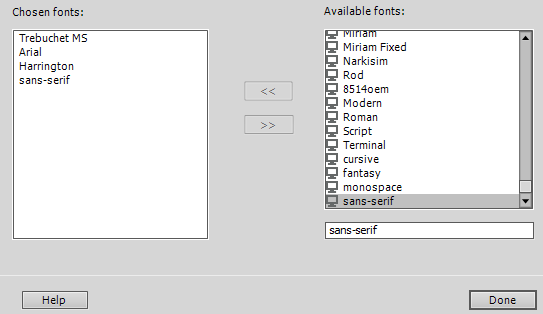 Chosen fonts:
Trebuchet MS
Arial
Harrington
sans-serif
<<
>>
Available fonts:
Miriam
Miriam Fixed
Narkisim
Rod
8514oem
Modern
Roman
Script
Terminal
cursive
fantasy
monospace
sans-serif
sans-serif
Help
Done